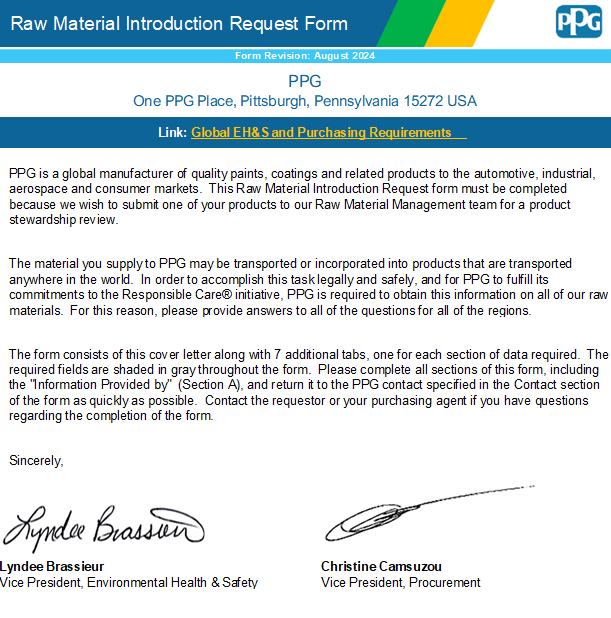 Raw Material Introduction Request Form
PPG
Form Revision: August 2024
PPG
One PPG Place, Pittsburgh, Pennsylvania 15272 USA
Link: Global EH&S and Purchasing Requirements
PPG is a global manufacturer of quality paints, coatings and related products to the automotive, industrial,
aerospace and consumer markets. This Raw Material Introduction Request form must be completed
because we wish to submit one of your products to our Raw Material Management team for a product
stewardship review.
The material you supply to PPG may be transported or incorporated into products that are transported
anywhere in the world. In order to accomplish this task legally and safely, and for PPG to fulfill its
commitments to the Responsible Care® initiative, PPG is required to obtain this information on all of our raw
materials. For this reason, please provide answers to all of the questions for all of the regions.
The form consists of this cover letter along with 7 additional tabs, one for each section of data required. The
required fields are shaded in gray throughout the form. Please complete all sections of this form, including
the "Information Provided by" (Section A), and return it to the PPG contact specified in the Contact section
of the form as quickly as possible. Contact the requestor or your purchasing agent if you have questions
regarding the completion of the form.
Sincerely,
Lyndee Brassieur
Lyndee Brassieur
Christine Camsuzou
Vice President, Environmental Health & Safety
Vice President, Procurement